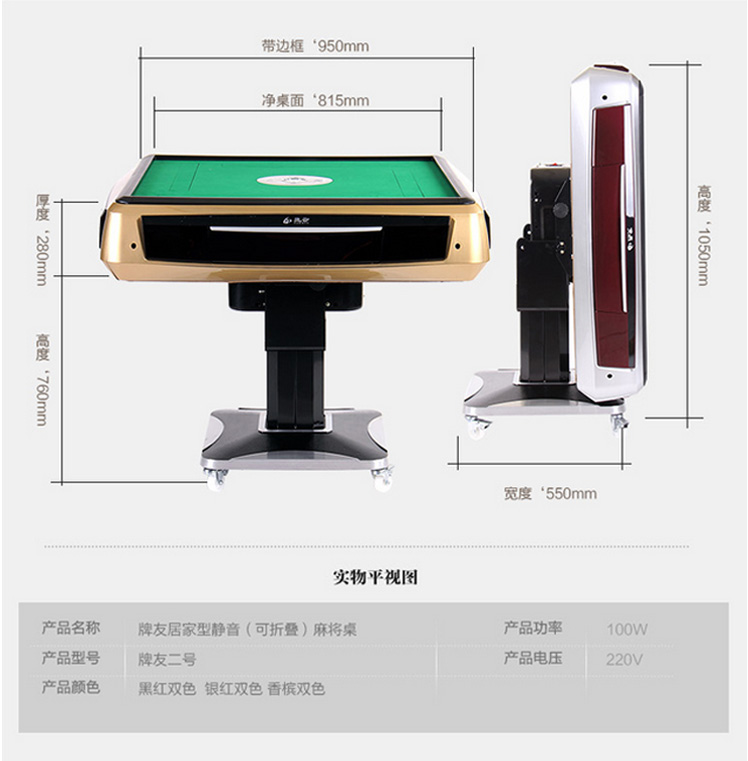 带边框 ‘950mm
净桌面 ‘815mm
厚度 ‘280mm
高度 ‘760mm
高度 ‘1050mm
宽度 ‘550mm
实物平视图
产品名称 牌友居家型静音（可折叠）麻将桌 产品功率 100W
产品型号 牌友二号 产品电压 220V
产品颜色 黑红双色 银红双色 香槟双色